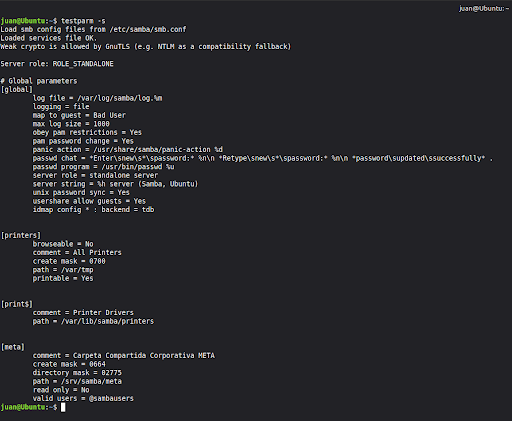 juan@Ubuntu: ~
juan@Ubuntu:~$ testparm -s
Load smb config files from /etc/samba/smb.conf
Loaded services file OK.
Weak crypto is allowed by GnuTLS (e.g. NTLM as a compatibility fallback)
Server role: ROLE_STANDALONE
# Global parameters
[global]
log file = /var/log/samba/log.%m
logging = file
map to guest = Bad User
max log size = 1000
obey pam restrictions = Yes
pam password change = Yes
panic action = /usr/share/samba/panic-action %d
passwd chat = *Enter\snew\s*\spassword:* %n\n *Retype\snew\s*\spassword:* %n\n *password\supdated\ssuccessfully* .
passwd program = /usr/bin/passwd %u
server role = standalone server
server string = %h server (Samba, Ubuntu)
unix password sync = Yes
usershare allow guests = Yes
idmap config * : backend = tdb
[printers]
browseable = No
comment = All Printers
create mask = 0700
path = /var/tmp
printable = Yes
[print$]
comment = Printer Drivers
path = /var/lib/samba/printers
[meta]
comment = Carpeta Compartida Corporativa META
create mask = 0664
directory mask = 02775
path = /srv/samba/meta
read only = No
valid users = @sambausers
juan@Ubuntu:~$